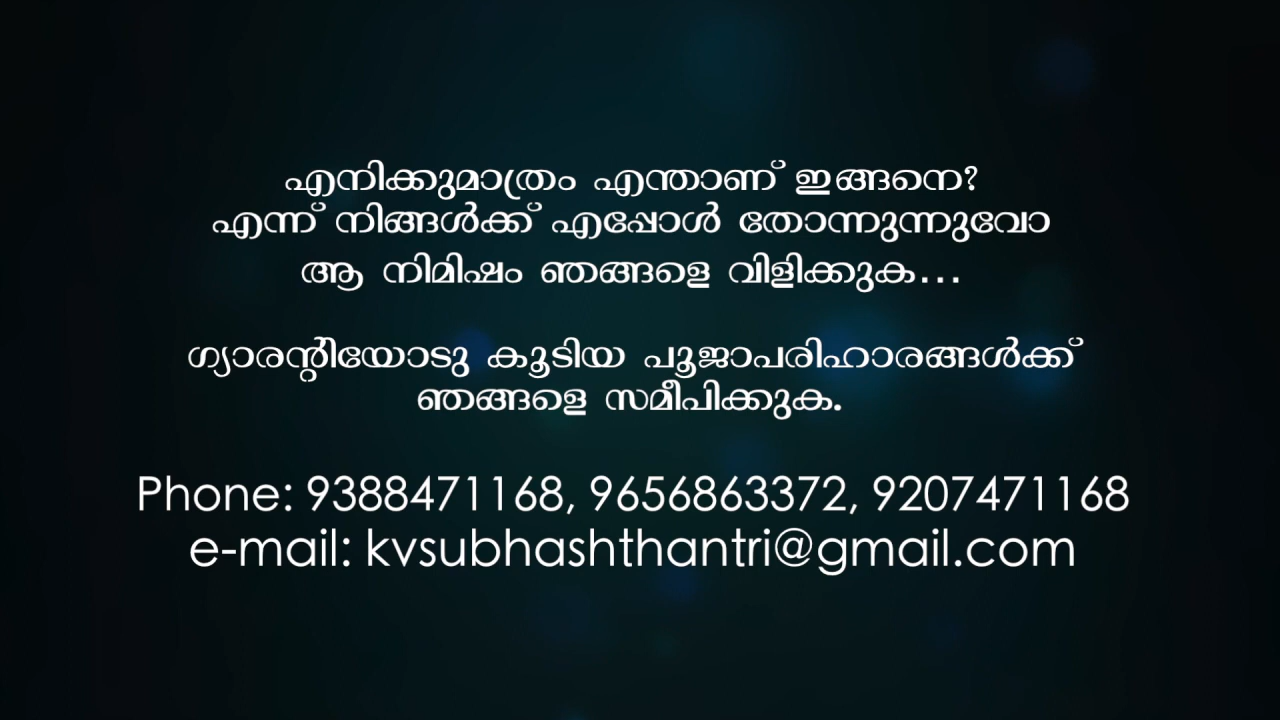 എനിക്കുമാത്രം എന്താണ് ഇങ്ങനെ?
എന്ന് നിങ്ങൾക്ക് എപ്പോൾ തോന്നുന്നുവോ
ആ നിമിഷം ഞങ്ങളെ വിളിക്കുക...
ഗ്യാരന്റിയോടു കൂടിയ പൂജാപരിഹാരങ്ങൾക്ക്
ഞങ്ങളെ സമീപിക്കുക.
Phone: 9388471168, 9656863372, 9207471168
e-mail: kvsubhashthantri@gmail.com